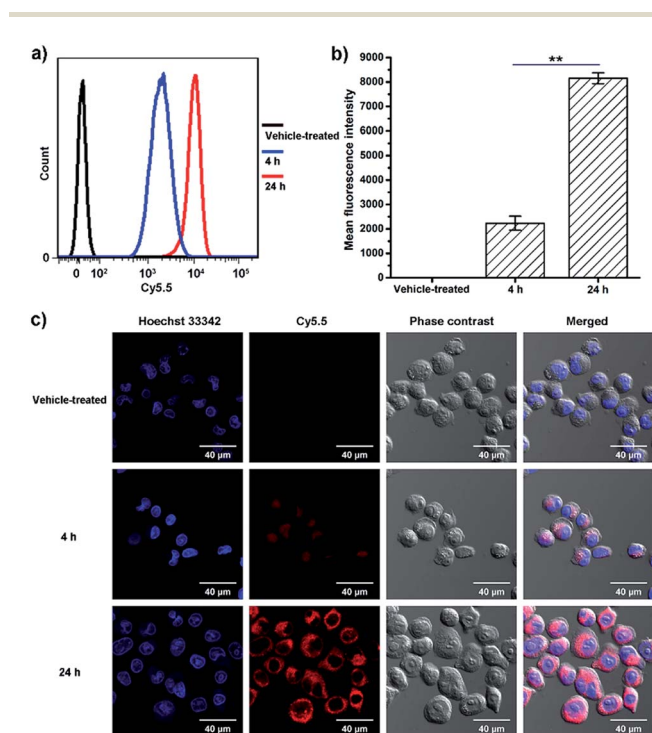 a)
Count
0
0 10² 10³ 10⁴ 10⁵
Cy5.5
Vehicle-treated
4 h
24 h
b)
Mean fluorescence intensity
9000
8000
7000
6000
5000
4000
3000
2000
1000
0
**
Vehicle-treated 4 h 24 h
c)
Hoechst 33342 Cy5.5 Phase contrast Merged
Vehicle-treated
40 μm 40 μm 40 μm 40 μm
4 h
40 μm 40 μm 40 μm 40 μm
24 h
40 μm 40 μm 40 μm 40 μm